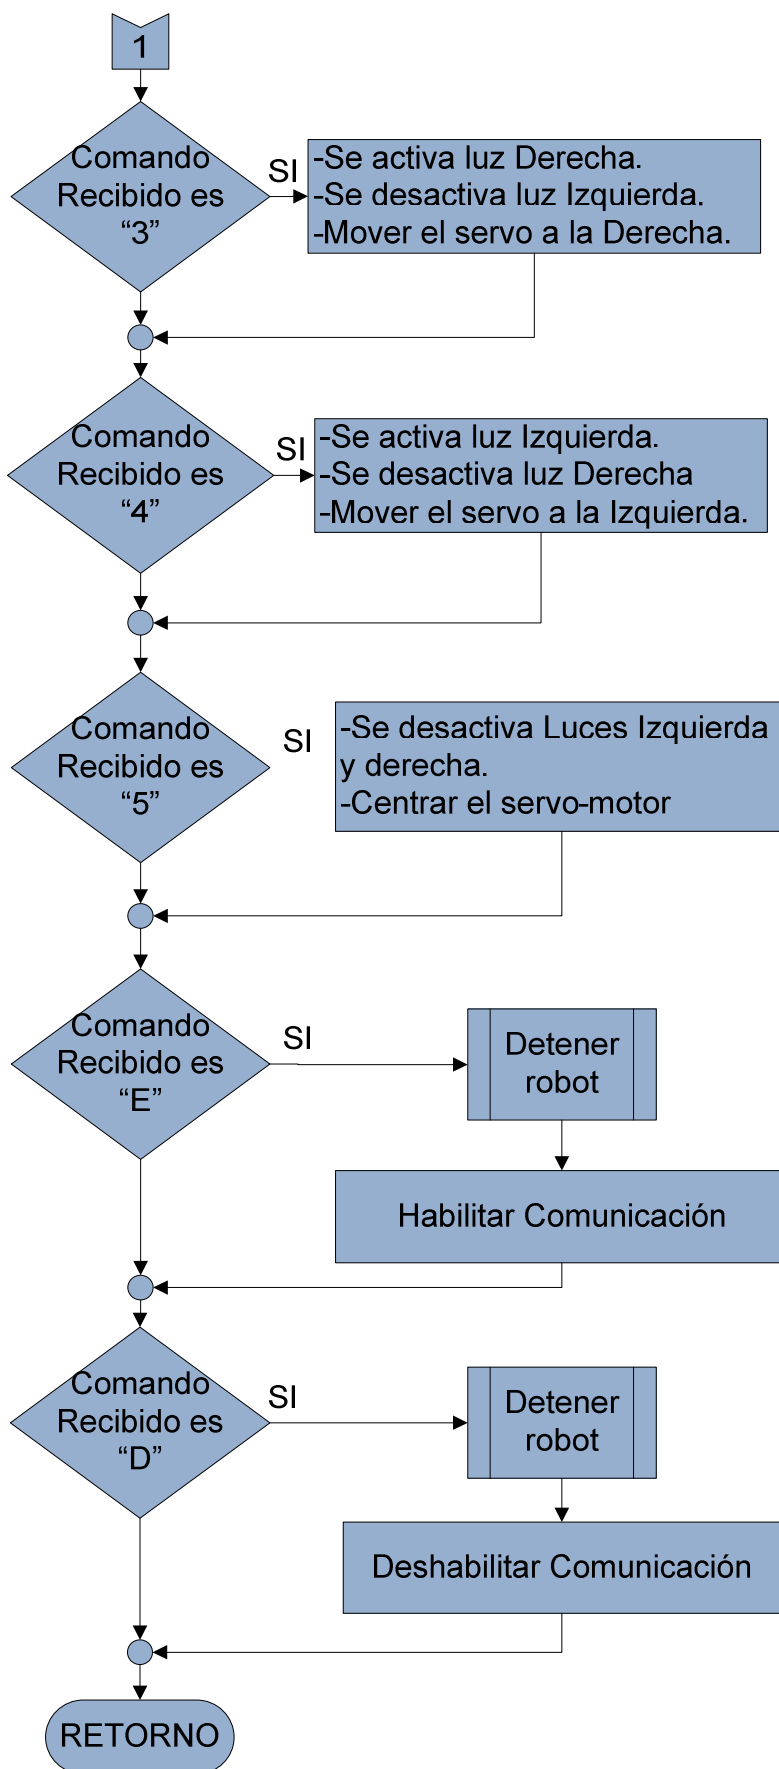 1
Comando
Recibido es
“3”
SI
-Se activa luz Derecha.
-Se desactiva luz Izquierda.
-Mover el servo a la Derecha.
Comando
Recibido es
“4”
SI
-Se activa luz Izquierda.
-Se desactiva luz Derecha
-Mover el servo a la Izquierda.
Comando
Recibido es
“5”
SI
-Se desactiva Luces Izquierda
y derecha.
-Centrar el servo-motor
Comando
Recibido es
“E”
SI
Detener
robot
Habilitar Comunicación
Comando
Recibido es
“D”
SI
Detener
robot
Deshabilitar Comunicación
RETORNO